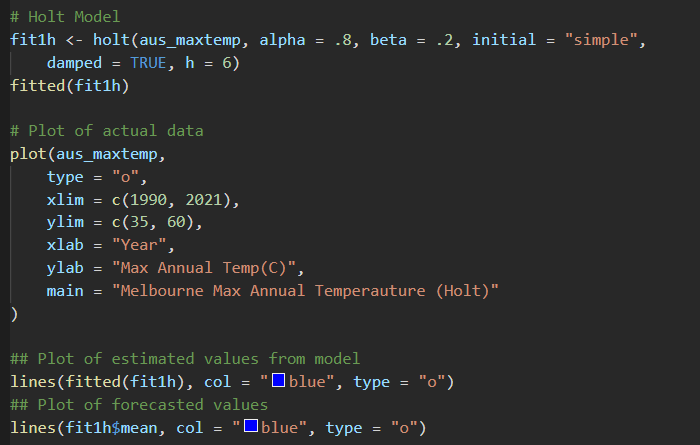 # Holt Model
fit1h <- holt(aus_maxtemp, alpha = .8, beta = .2, initial = "simple",
    damped = TRUE, h = 6)
fitted(fit1h)
# Plot of actual data
plot(aus_maxtemp,
    type = "o",
    xlim = c(1990, 2021),
    ylim = c(35, 60),
    xlab = "Year",
    ylab = "Max Annual Temp(C)",
    main = "Melbourne Max Annual Temperauture (Holt)"
)
## Plot of estimated values from model
lines(fitted(fit1h), col = "blue", type = "o")
## Plot of forecasted values
lines(fit1h$mean, col = "blue", type = "o")